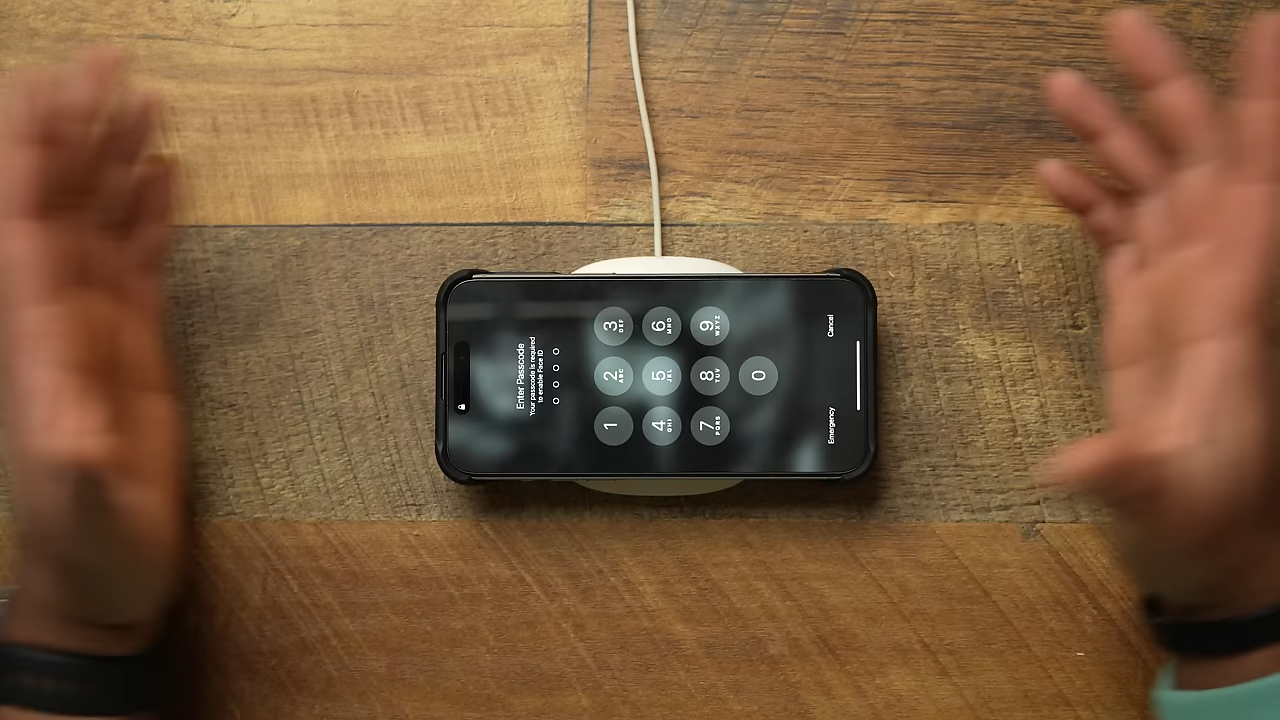 Enter Passcode
Your passcode is required
to enable Face ID
1
2
ABC
3
DEF
4
GHI
5
JKL
6
MNO
7
PQRS
8
TUV
9
WXYZ
0
Emergency
Cancel